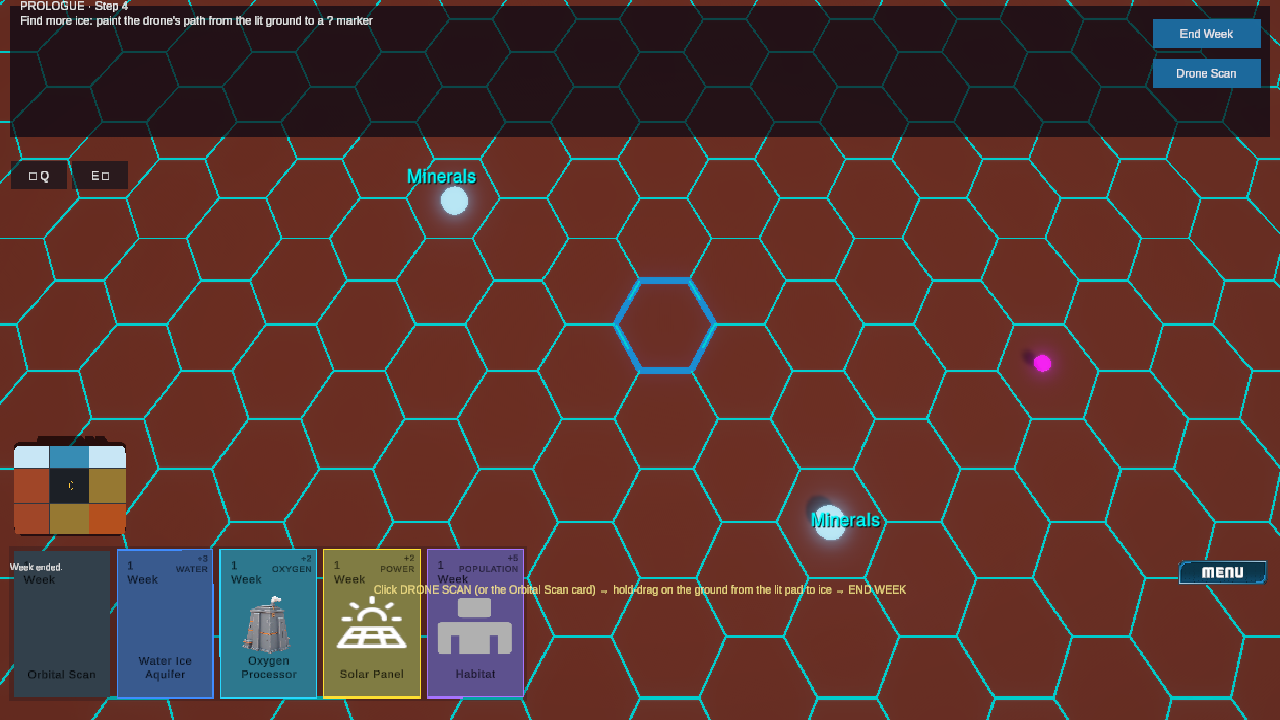 PROLOGUE · Step 4
Find more ice: paint the drone's path from the lit ground to a ? marker
End Week
Drone Scan
Q
E
Minerals
Minerals
Week ended.
Week
Orbital Scan
1
Week
+3
WATER
Water Ice
Aquifer
1
Week
+2
OXYGEN
Oxygen
Processor
1
Week
+2
POWER
Solar Panel
1
Week
+5
POPULATION
Habitat
Click DRONE SCAN (or the Orbital Scan card) → hold-drag on the ground from the lit pad to ice → END WEEK
MENU